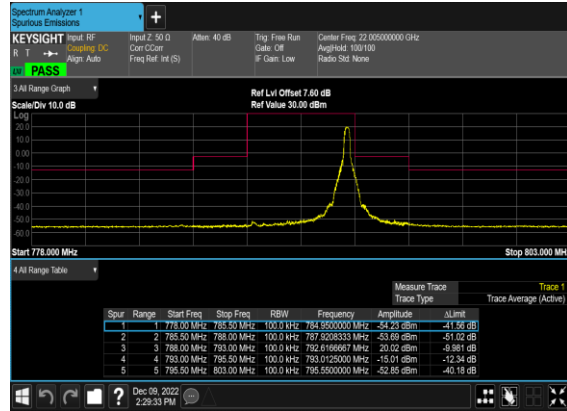 Spectrum Analyzer 1
Spurious Emissions
+
KEYSIGHT Input: RF Input Z: 50 Ω Atten: 40 dB Trig: Free Run Center Freq: 22.005000000 GHz
R T Coupling: DC Corr CCorr Gate: Off Avg|Hold: 100/100
Align: Auto Freq Ref: Int (S) IF Gain: Low Radio Std: None
PASS
3 All Range Graph
Ref Lvl Offset 7.60 dB
Scale/Div 10.0 dB Ref Value 30.00 dBm
Log
20.0
10.0
0.00
-10.0
-20.0
-30.0
-40.0
-50.0
-60.0
Start 778.000 MHz Stop 803.000 MH
4 All Range Table
Measure Trace Trace 1
Trace Type Trace Average (Active)
Spur Range Start Freq Stop Freq RBW Frequency Amplitude ΔLimit
1 1 778.00 MHz 785.50 MHz 100.0 kHz 784.9500000 MHz -54.23 dBm -41.56 dB
2 2 785.50 MHz 788.00 MHz 100.0 kHz 787.9208333 MHz -53.69 dBm -51.02 dB
3 3 788.00 MHz 793.00 MHz 100.0 kHz 792.6166667 MHz 20.02 dBm -9.981 dB
4 4 793.00 MHz 795.50 MHz 100.0 kHz 793.0125000 MHz -15.01 dBm -12.34 dB
5 5 795.50 MHz 803.00 MHz 100.0 kHz 795.5500000 MHz -52.85 dBm -40.18 dB
? Dec 09, 2022
2:29:33 PM